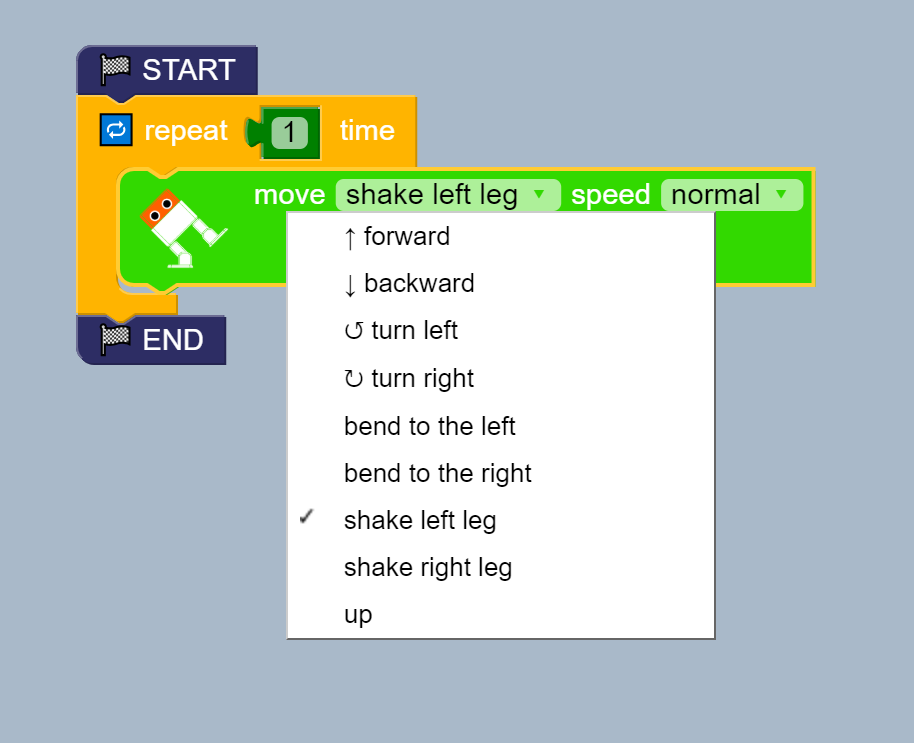 START
repeat 1 time
move shake left leg ▼ speed normal ▼
↑ forward
↓ backward
↺ turn left
↻ turn right
bend to the left
bend to the right
✓ shake left leg
shake right leg
up
END